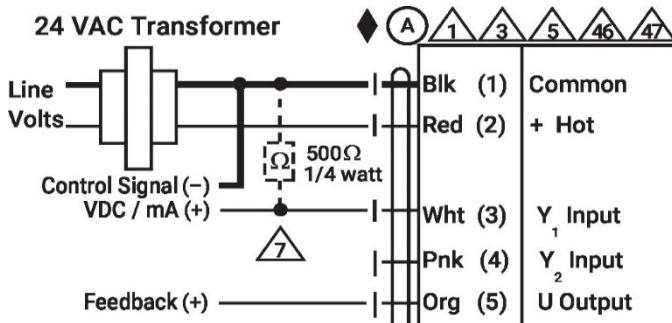 24 VAC Transformer
A 1 3 5 46 47
Line
Volts
Blk (1) Common
Red (2) + Hot
Ω 500Ω
1/4 watt
Control Signal (−)
VDC / mA (+)
Wht (3) Y₁ Input
7
Pnk (4) Y₂ Input
Feedback (+)
Org (5) U Output